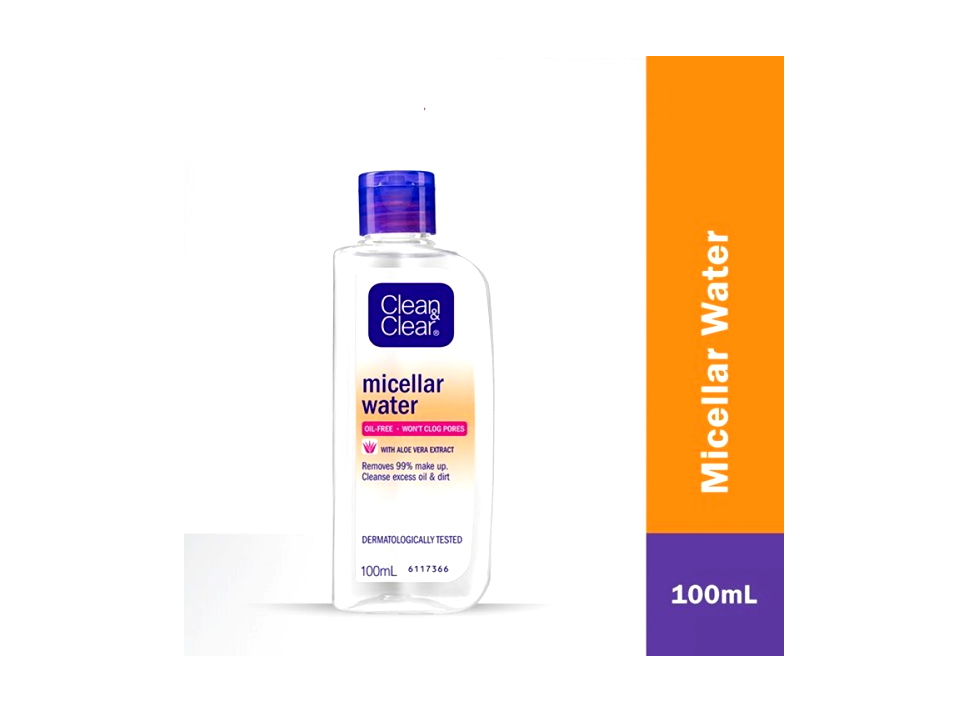 Clean
&
Clear®
micellar
water
OIL-FREE • WON'T CLOG PORES
WITH ALOE VERA EXTRACT
Removes 99% make up.
Cleanse excess oil & dirt
DERMATOLOGICALLY TESTED
100mL 6117366
Micellar Water
100mL